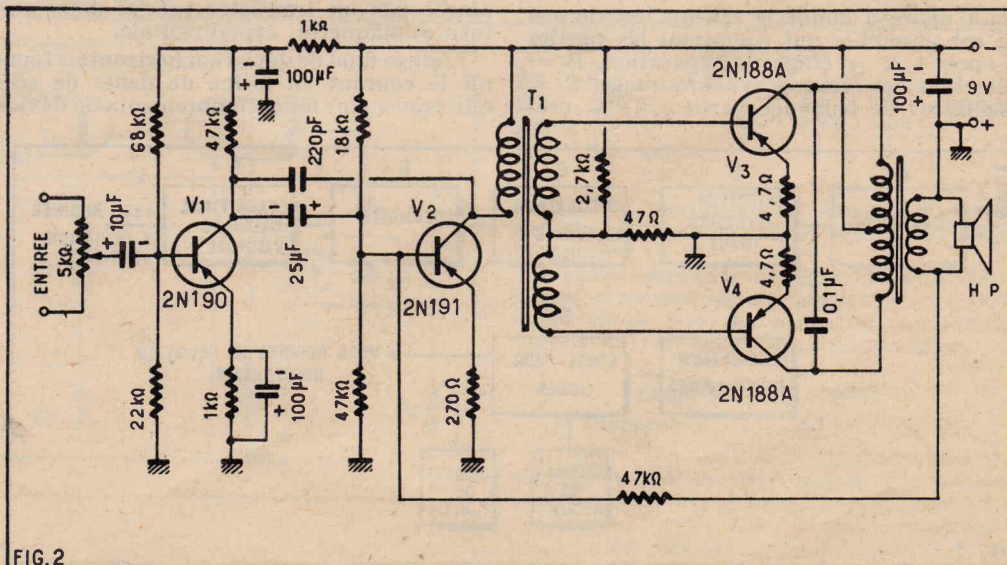 1kΩ
100µF
+ -
68kΩ
47kΩ
220pF
18kΩ
T1
2N188A
100µF
- +
-
9V
+
ENTREE
5kΩ
+ 10µF -
V1
2N190
25µF
- +
V2
2N191
2,7kΩ
47Ω
V3
4,7Ω
4,7Ω
V4
2N188A
0,1µF
HP
22kΩ
1kΩ
+ -
100µF
47kΩ
270Ω
47kΩ
FIG.2